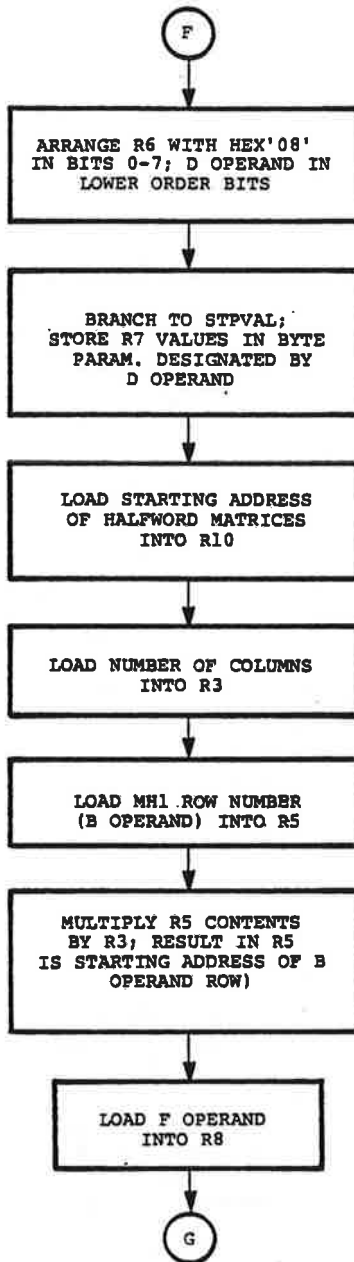 F
ARRANGE R6 WITH HEX'08'
IN BITS 0-7; D OPERAND IN
LOWER ORDER BITS
BRANCH TO STPVAL;
STORE R7 VALUES IN BYTE
PARAM. DESIGNATED BY
D OPERAND
LOAD STARTING ADDRESS
OF HALFWORD MATRICES
INTO R10
LOAD NUMBER OF COLUMNS
INTO R3
LOAD MH1 ROW NUMBER
(B OPERAND) INTO R5
MULTIPLY R5 CONTENTS
BY R3; RESULT IN R5
IS STARTING ADDRESS OF B
OPERAND ROW)
LOAD F OPERAND
INTO R8
G